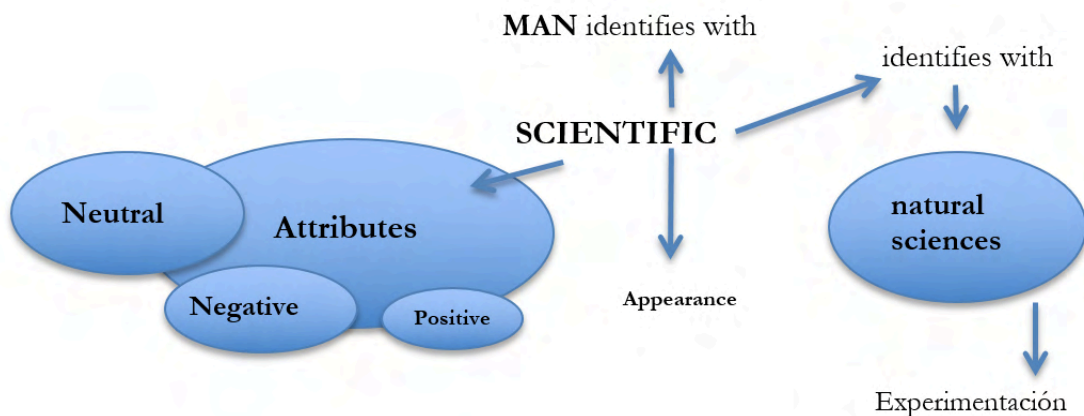 MAN identifies with
identifies with
SCIENTIFIC
Neutral
Attributes
natural
sciences
Negative
Positive
Appearance
Experimentación